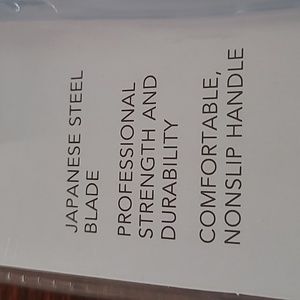 JAPANESE STEEL
BLADE
PROFESSIONAL
STRENGTH AND
DURABILITY
COMFORTABLE,
NONSLIP HANDLE